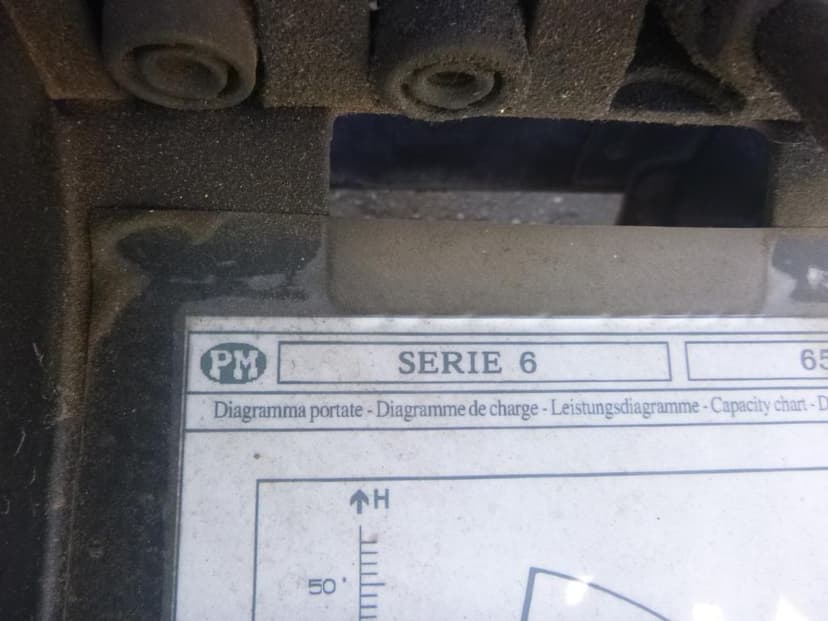 PM SERIE 6 65
Diagramma portate - Diagramme de charge - Leistungsdiagramme - Capacity chart - D
H
50'